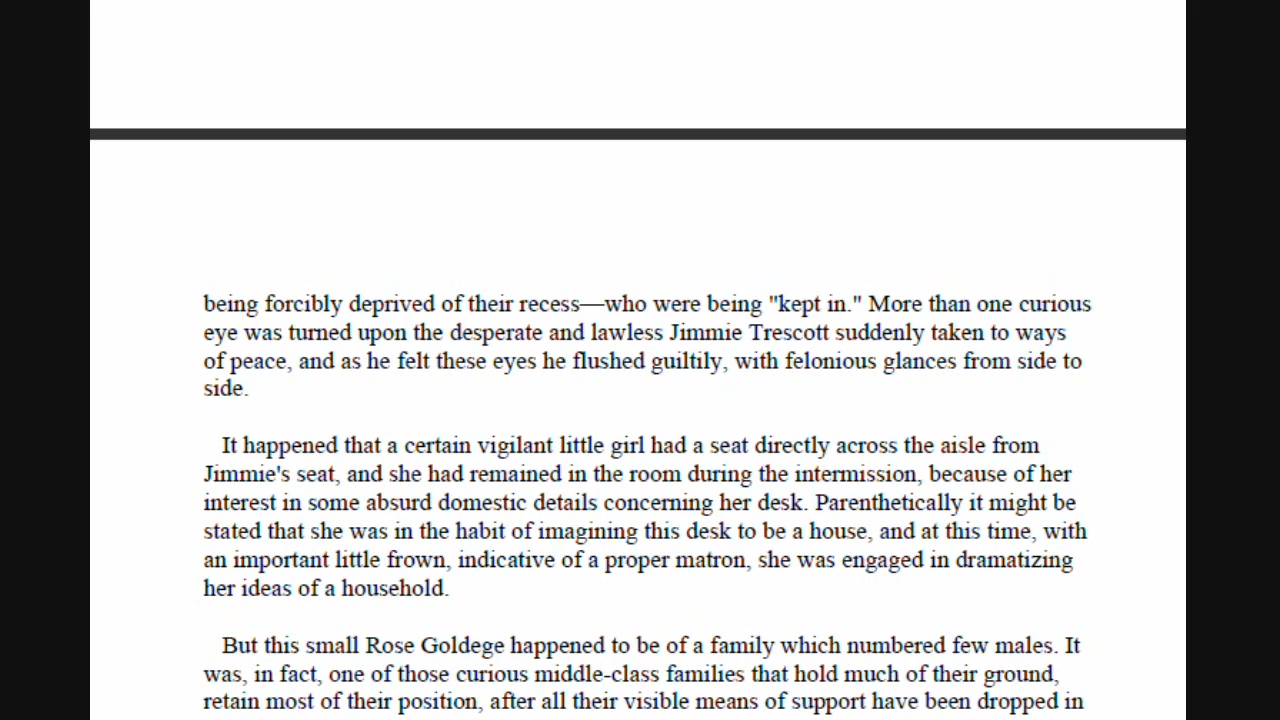 being forcibly deprived of their recess—who were being "kept in." More than one curious
eye was turned upon the desperate and lawless Jimmie Trescott suddenly taken to ways
of peace, and as he felt these eyes he flushed guiltily, with felonious glances from side to
side.
It happened that a certain vigilant little girl had a seat directly across the aisle from
Jimmie's seat, and she had remained in the room during the intermission, because of her
interest in some absurd domestic details concerning her desk. Parenthetically it might be
stated that she was in the habit of imagining this desk to be a house, and at this time, with
an important little frown, indicative of a proper matron, she was engaged in dramatizing
her ideas of a household.
But this small Rose Goldege happened to be of a family which numbered few males. It
was, in fact, one of those curious middle-class families that hold much of their ground,
retain most of their position, after all their visible means of support have been dropped in